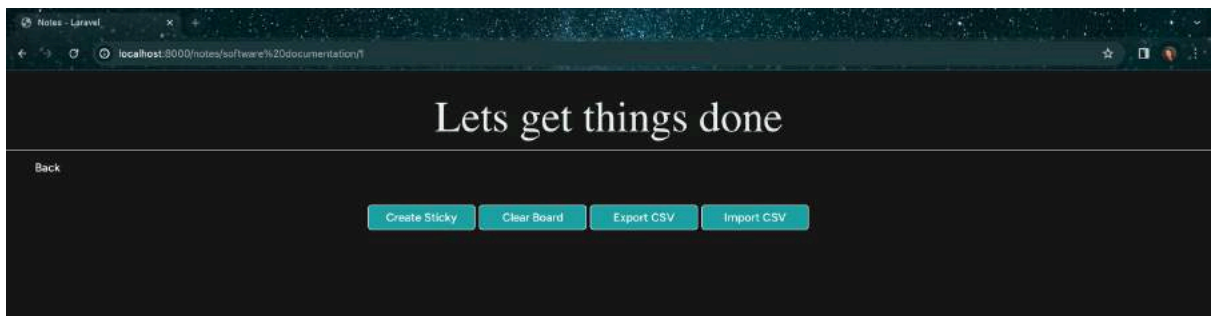 Notes - Laravel
localhost:8000/notes/software%20documentation/1
Lets get things done
Back
Create Sticky Clear Board Export CSV Import CSV